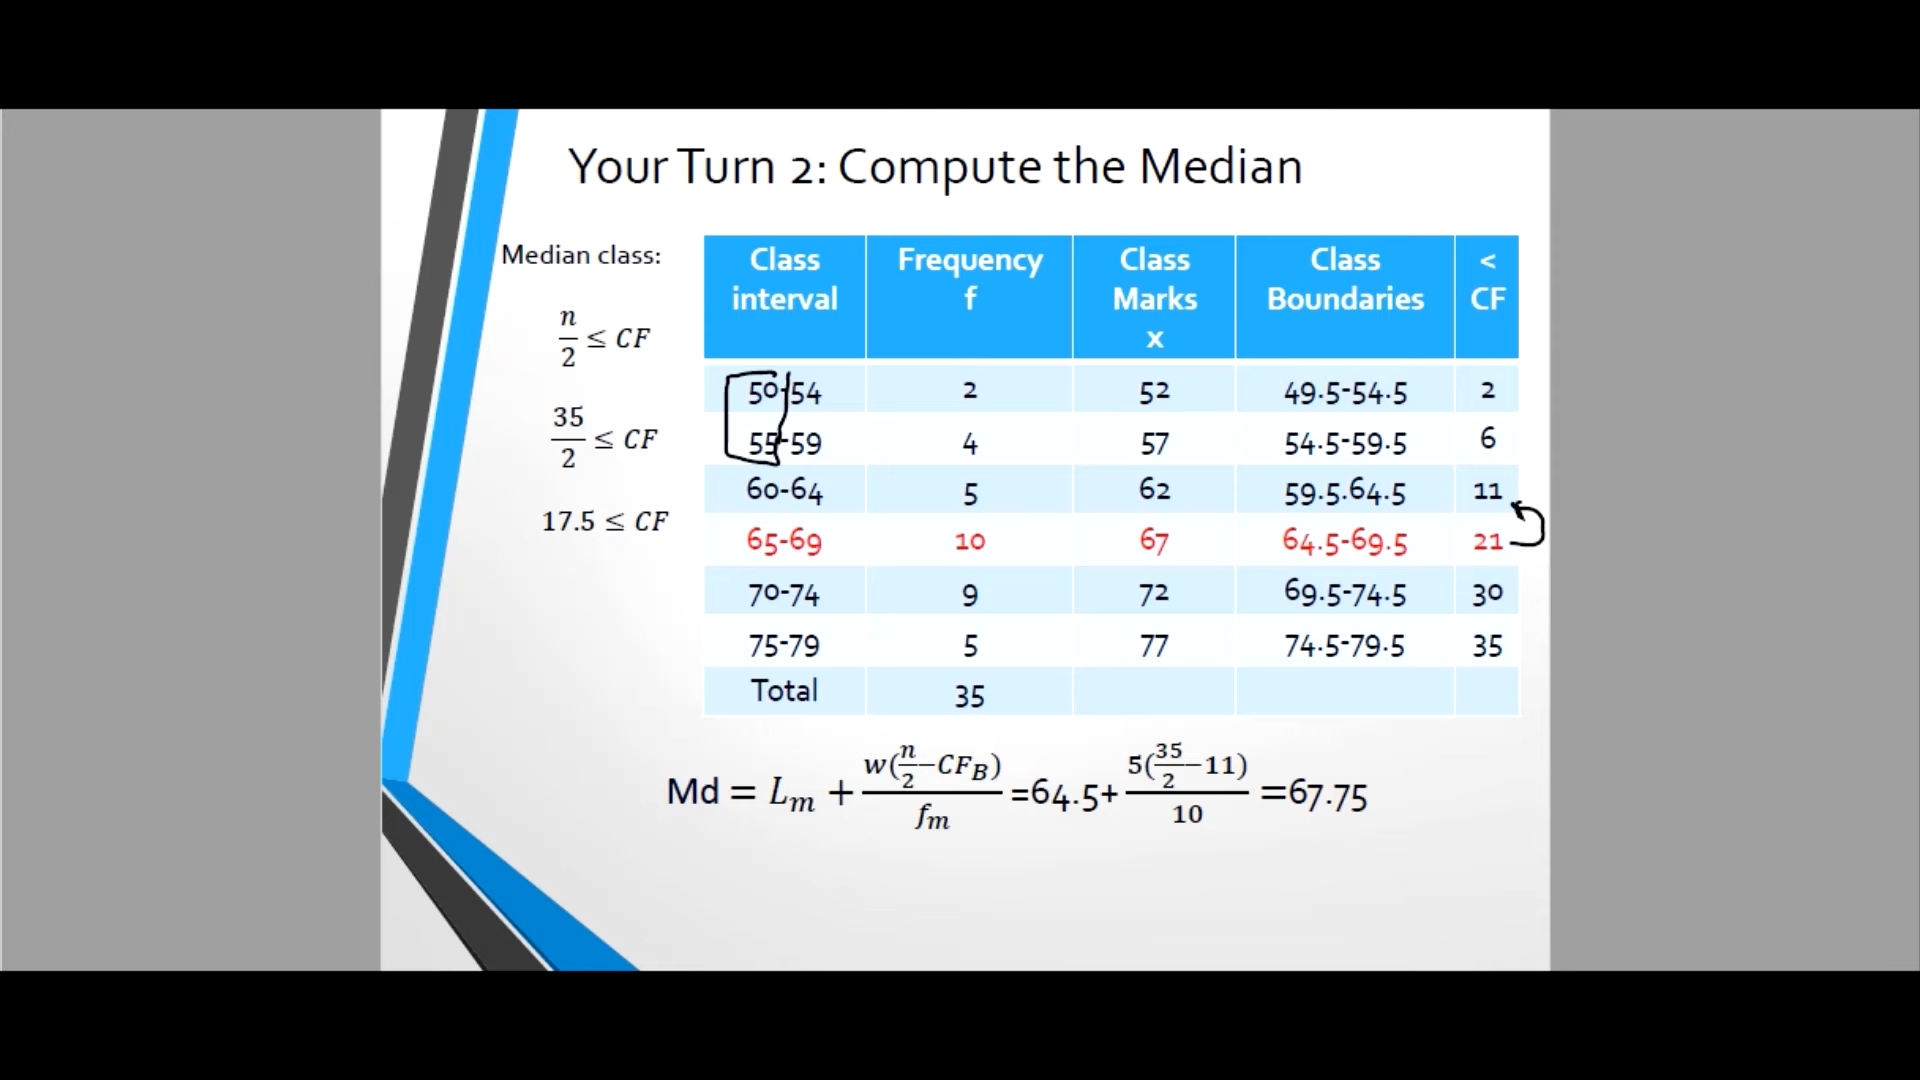 Your Turn 2: Compute the Median
Median class:
n/2 ≤ CF
35/2 ≤ CF
17.5 ≤ CF
Class interval Frequency f Class Marks x Class Boundaries < CF
50-54 2 52 49.5-54.5 2
55-59 4 57 54.5-59.5 6
60-64 5 62 59.5.64.5 11
65-69 10 67 64.5-69.5 21
70-74 9 72 69.5-74.5 30
75-79 5 77 74.5-79.5 35
Total 35
Md = L_m + w(n/2−CF_B)/f_m =64.5+ 5(35/2−11)/10 =67.75